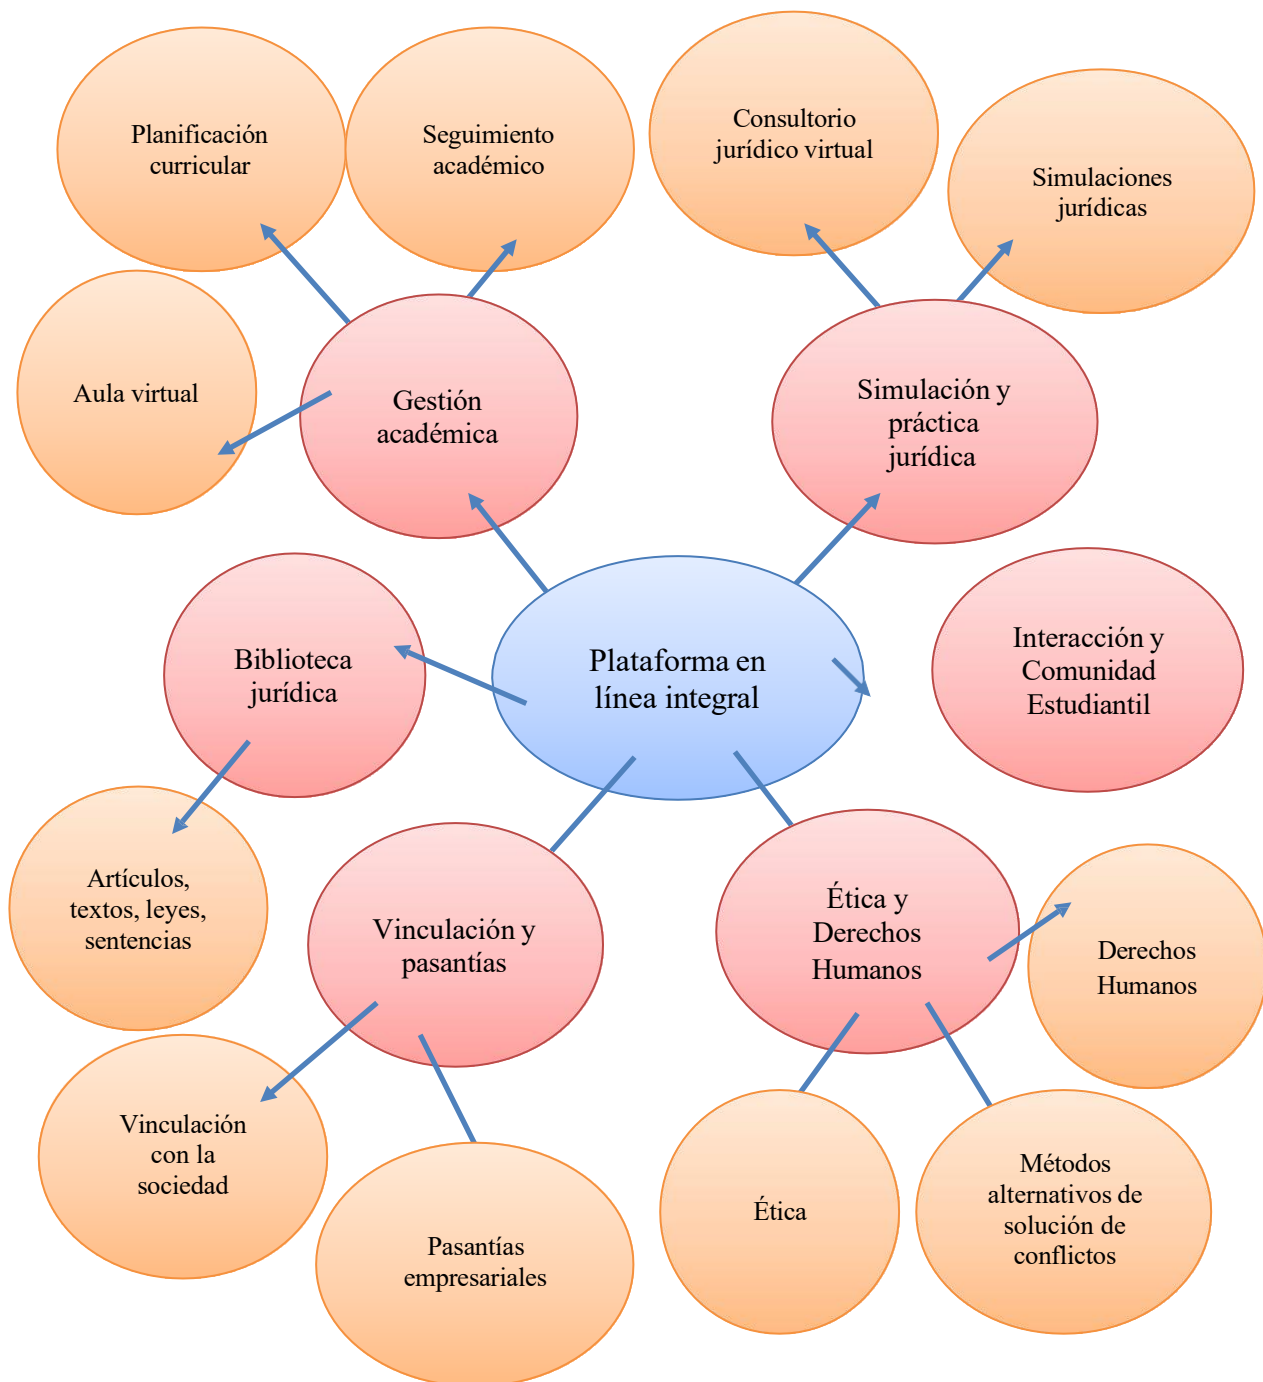 Planificación
curricular
Seguimiento
académico
Consultorio
jurídico virtual
Simulaciones
jurídicas
Aula virtual
Gestión
académica
Simulación y
práctica
jurídica
Biblioteca
jurídica
Plataforma en
línea integral
Interacción y
Comunidad
Estudiantil
Artículos,
textos, leyes,
sentencias
Vinculación y
pasantías
Ética y
Derechos
Humanos
Derechos
Humanos
Vinculación
con la
sociedad
Pasantías
empresariales
Ética
Métodos
alternativos de
solución de
conflictos